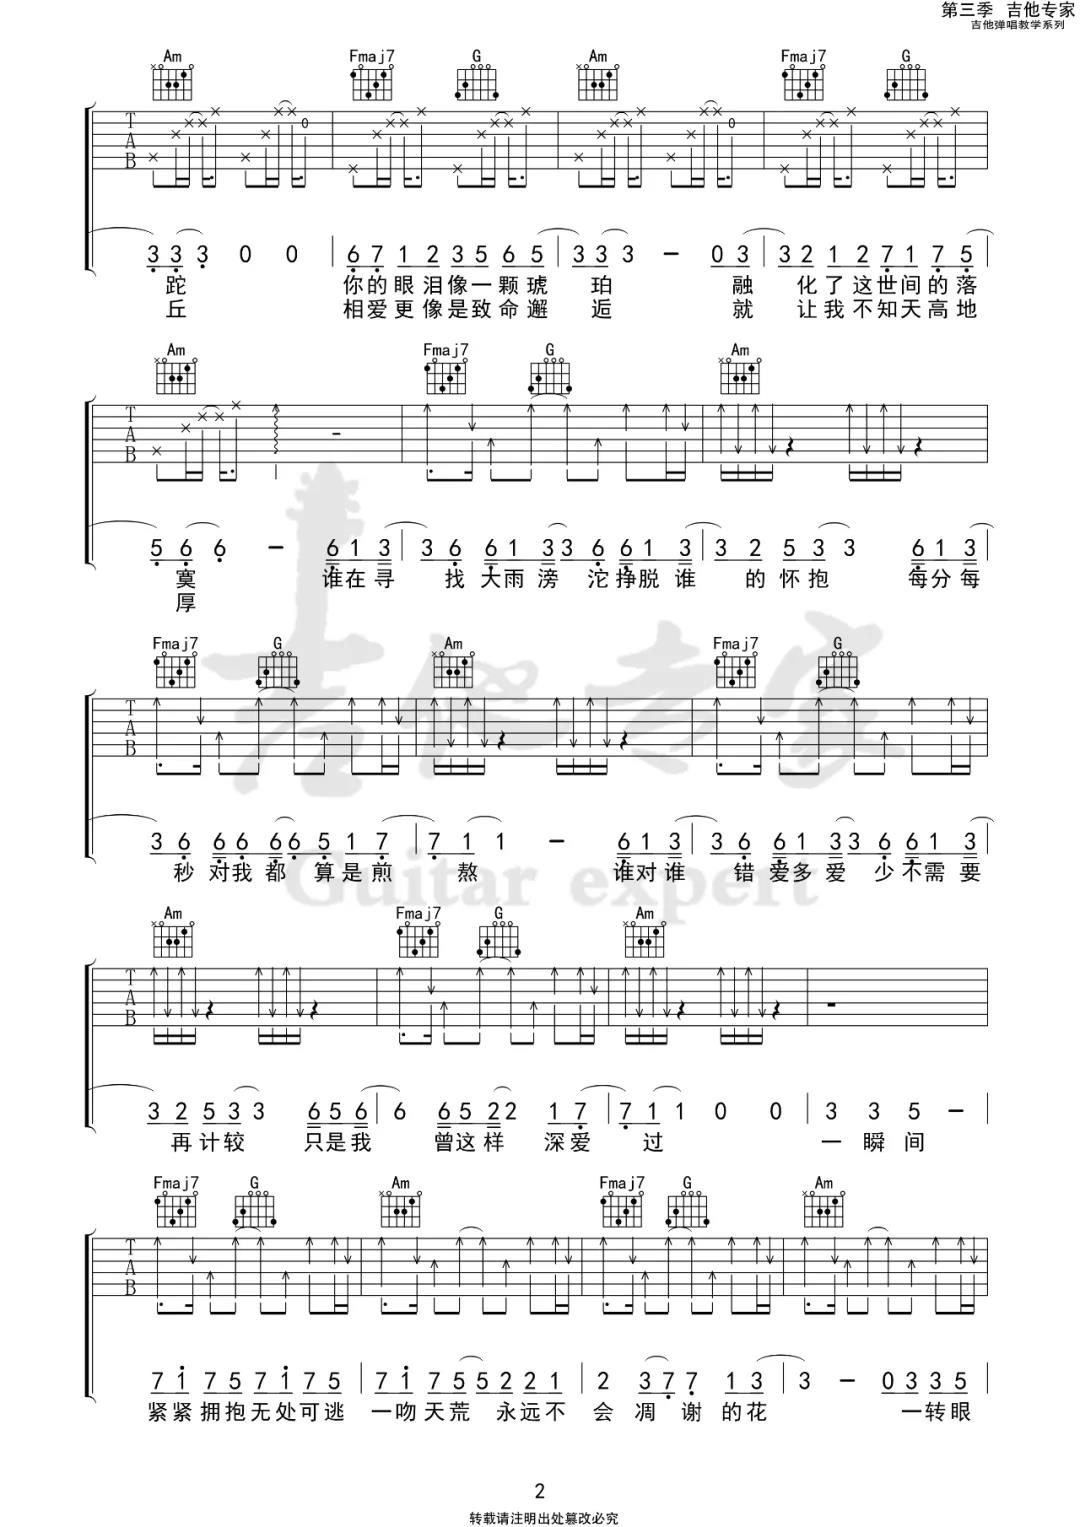 第三季 吉他专家
吉他弹唱教学系列
Am Fmaj7 G Am Fmaj7 G
T A B
0 0
3 3 3 0 0 6 7 1 2 3 5 6 5 3 3 3 - 0 3 3 2 1 2 7 1 7 5
跎 你的眼泪像一颗琥 珀 融 化了这世间的落
丘 相爱更像是致命邂 逅 就 让我不知天高地
Am Fmaj7 G Am
T A B
5 6 6 - 6 1 3 3 6 6 1 3 3 6 6 1 3 3 2 5 3 3 6 1 3
寞 谁在寻 找 大雨滂 沱挣脱谁 的怀抱 每分每
厚
Fmaj7 G Am Fmaj7 G
T A B
3 6 6 6 6 6 5 1 7 7 1 1 - 6 1 3 3 6 6 1 3 3 6 6 1 3
秒 对我都 算是煎 熬 谁对谁 错 爱多爱 少不需要
吉他专家
Guitar expert
Am Fmaj7 G Am
T A B
3 2 5 3 3 6 5 6 6 6 5 2 2 1 7 7 1 1 0 0 3 3 5 -
再计较 只是我 曾这样 深爱 过 一 瞬 间
Fmaj7 G Am Fmaj7 G Am
T A B
7 1 7 5 7 1 7 5 7 1 7 5 5 2 2 1 2 3 7 7 1 3 3 - 0 3 3 5
紧紧拥抱无处可逃 一吻天荒 永远不 会 凋 谢 的花 一转眼
2
转载请注明出处篡改必究